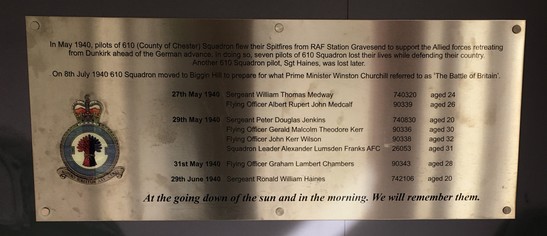 In May 1940, pilots of 610 (County of Chester) Squadron flew their Spitfires from RAF Station Gravesend to support the Allied forces retreating
from Dunkirk ahead of the German advance. In doing so, seven pilots of 610 Squadron lost their lives while defending their country.
Another 610 Squadron pilot, Sgt Haines, was lost later.
On 8th July 1940 610 Squadron moved to Biggin Hill to prepare for what Prime Minister Winston Churchill referred to as 'The Battle of Britain'.
27th May 1940 Sergeant William Thomas Medway 740320 aged 24
Flying Officer Albert Rupert John Medcalf 90339 aged 26
29th May 1940 Sergeant Peter Douglas Jenkins 740830 aged 20
Flying Officer Gerald Malcolm Theodore Kerr 90336 aged 30
Flying Officer John Kerr Wilson 90338 aged 32
Squadron Leader Alexander Lumsden Franks AFC 26053 aged 31
31st May 1940 Flying Officer Graham Lambert Chambers 90343 aged 28
29th June 1940 Sergeant Ronald William Haines 742106 aged 20
At the going down of the sun and in the morning. We will remember them.